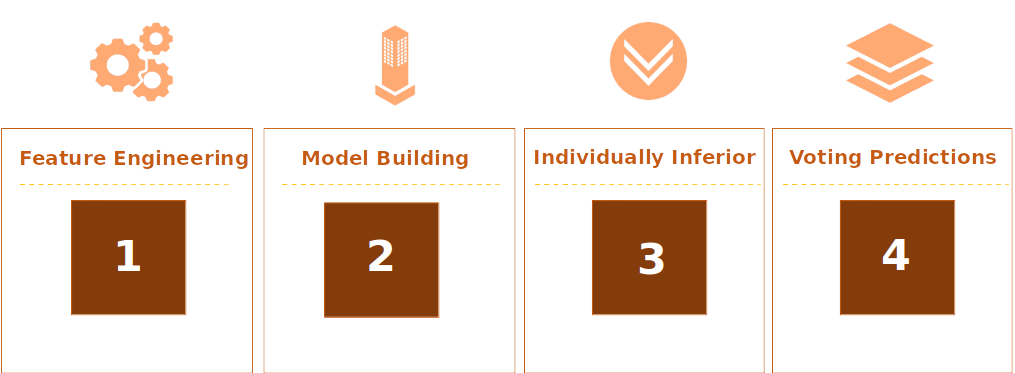 Feature Engineering
Model Building
Individually Inferior
Voting Predictions
1
2
3
4